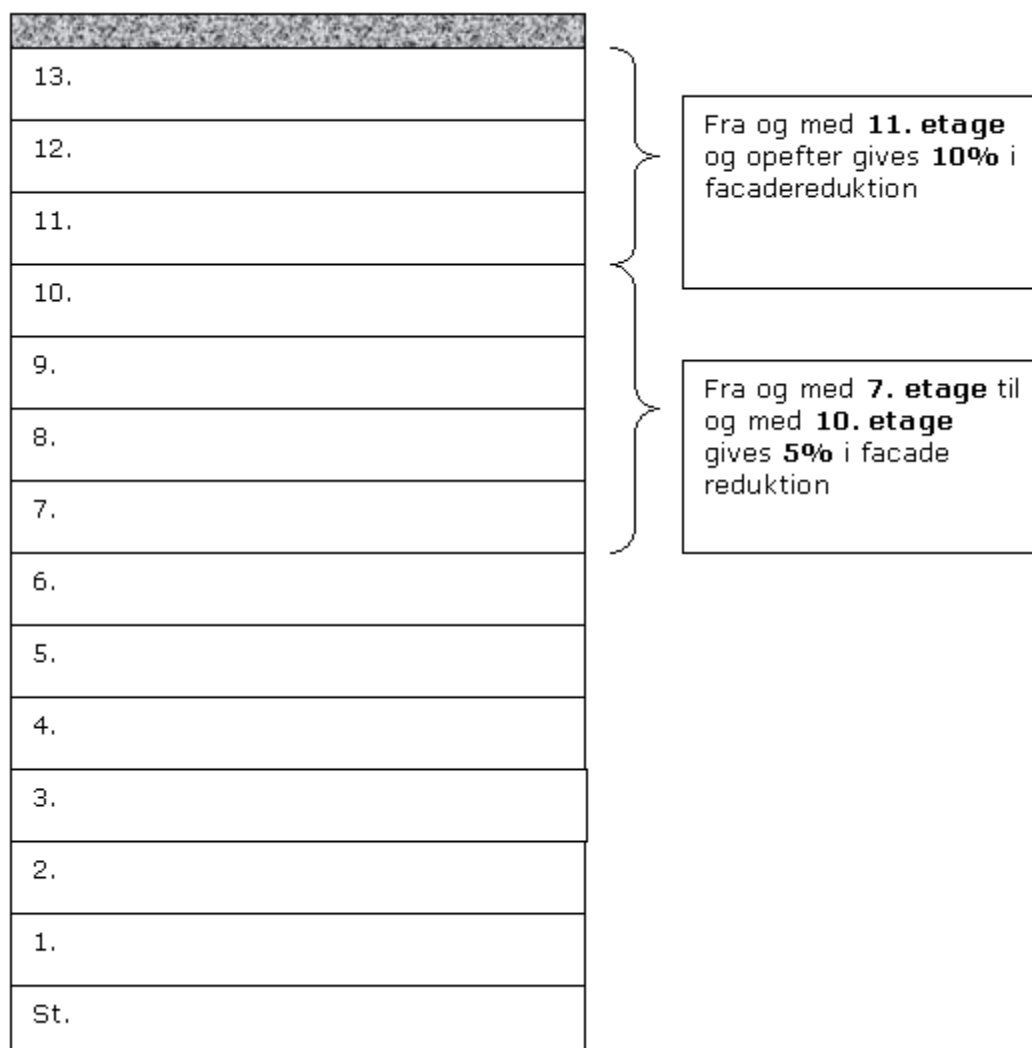 13.
12.
11.
10.
9.
8.
7.
6.
5.
4.
3.
2.
1.
St.
Fra og med 11. etage
og opefter gives 10% i
facadereduktion
Fra og med 7. etage til
og med 10. etage
gives 5% i facade
reduktion